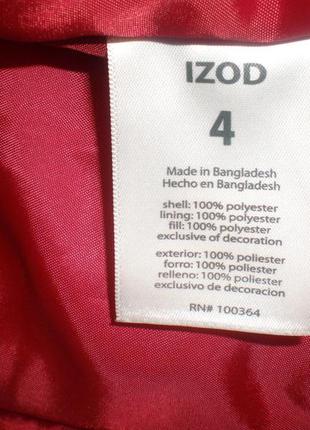 IZOD
4
Made in Bangladesh
Hecho en Bangladesh
shell: 100% polyester
lining: 100% polyester
fill: 100% polyester
exclusive of decoration
exterior: 100% poliester
forro: 100% poliester
relleno: 100% poliester
exclusivo de decoracion
RN# 100364